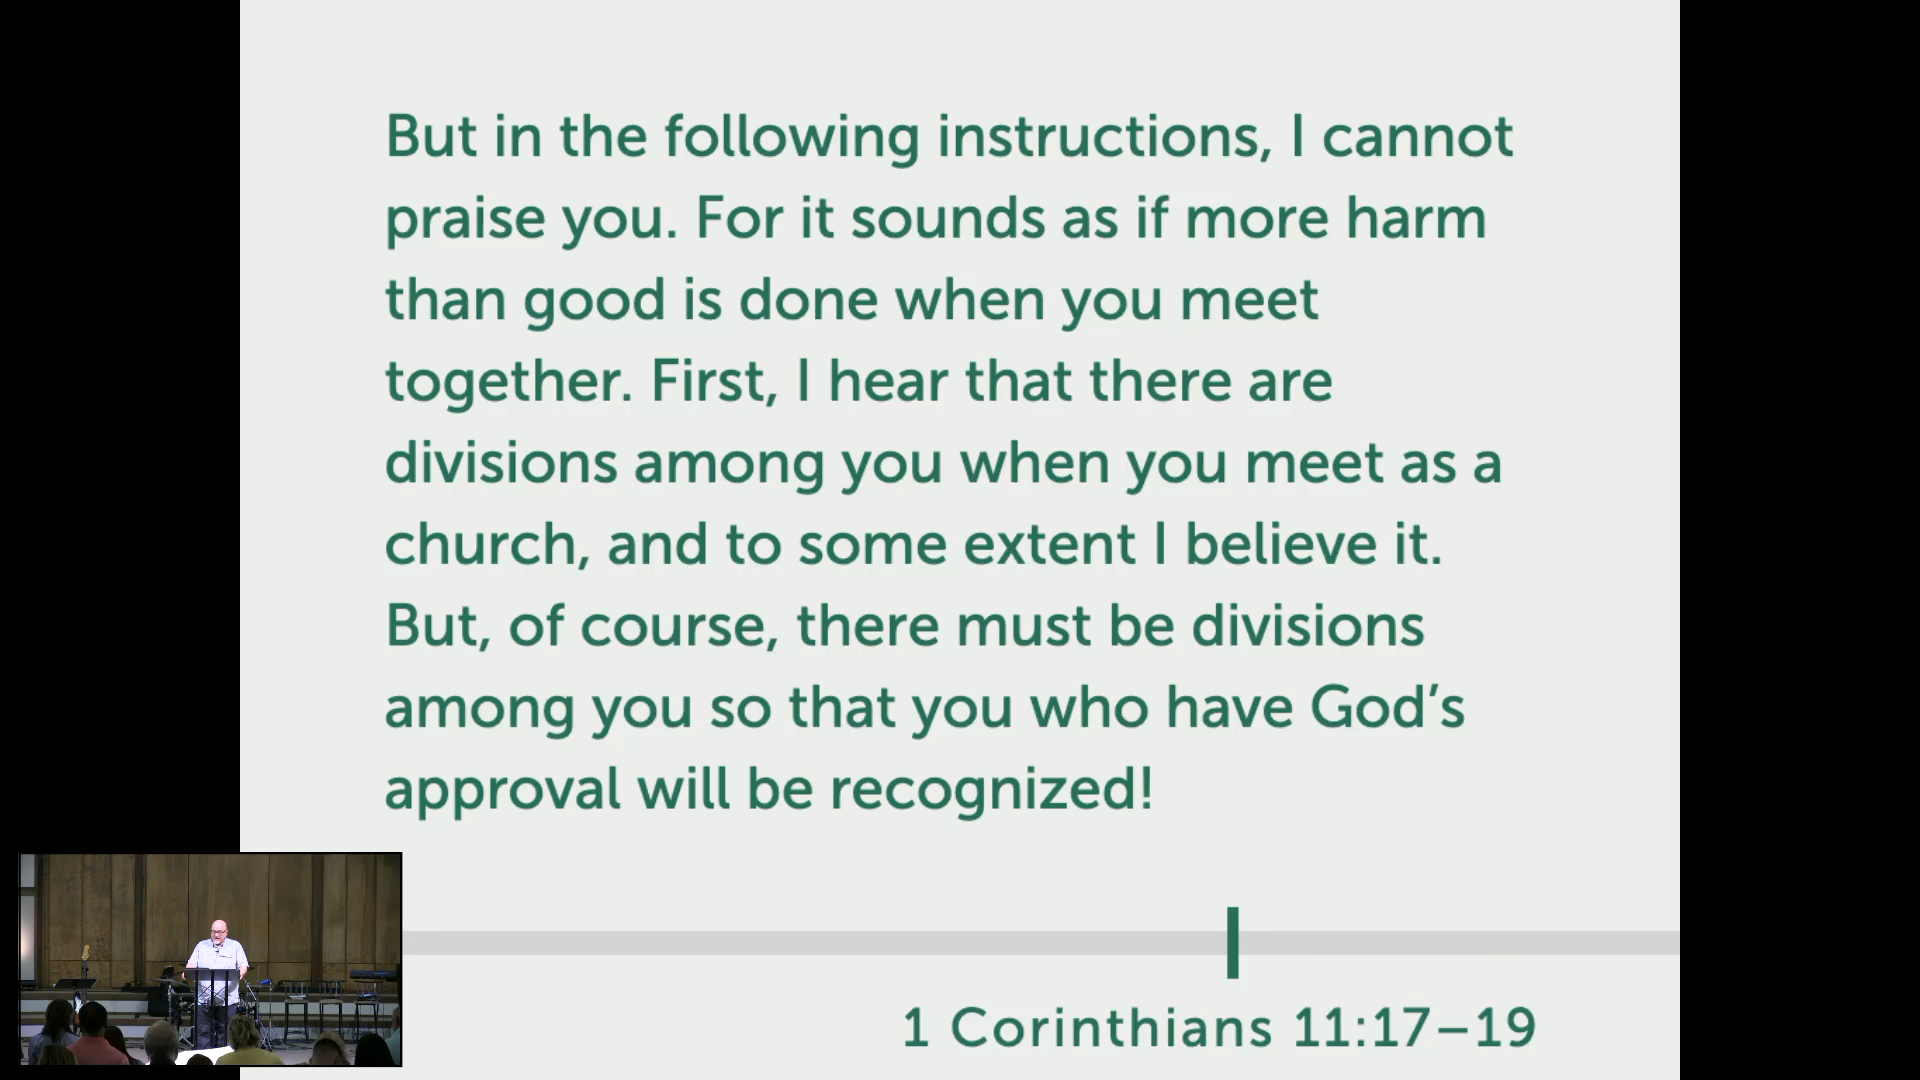 But in the following instructions, I cannot
praise you. For it sounds as if more harm
than good is done when you meet
together. First, I hear that there are
divisions among you when you meet as a
church, and to some extent I believe it.
But, of course, there must be divisions
among you so that you who have God’s
approval will be recognized!
1 Corinthians 11:17–19